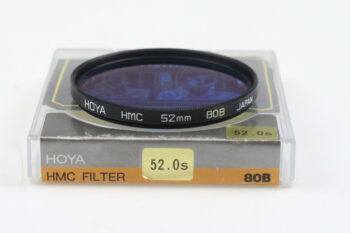 HOYA HMC 52mm 80B JAPAN
52.0s
HOYA
52.0s
HMC FILTER 80B